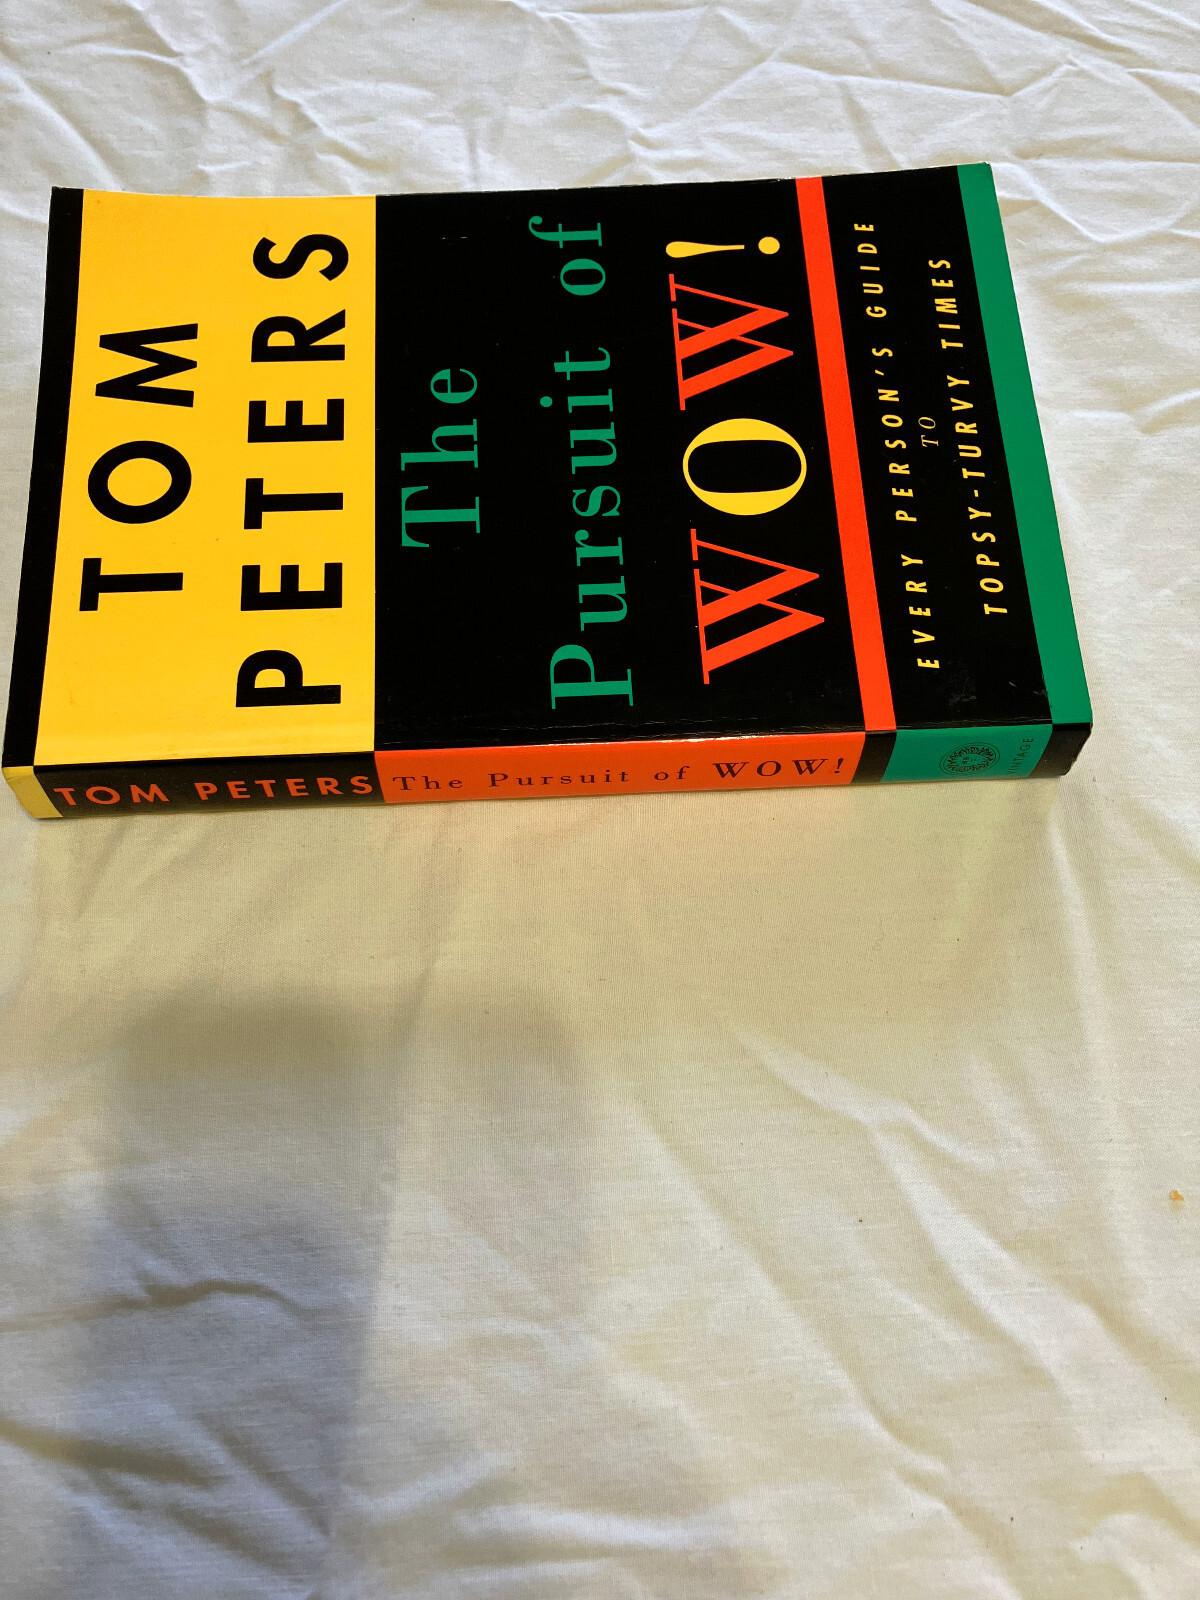 TOM
PETERS
The
Pursuit of
WOW!
EVERY PERSON'S GUIDE
TO
TOPSY-TURVY TIMES
TOM PETERS The Pursuit of WOW! VINTAGE